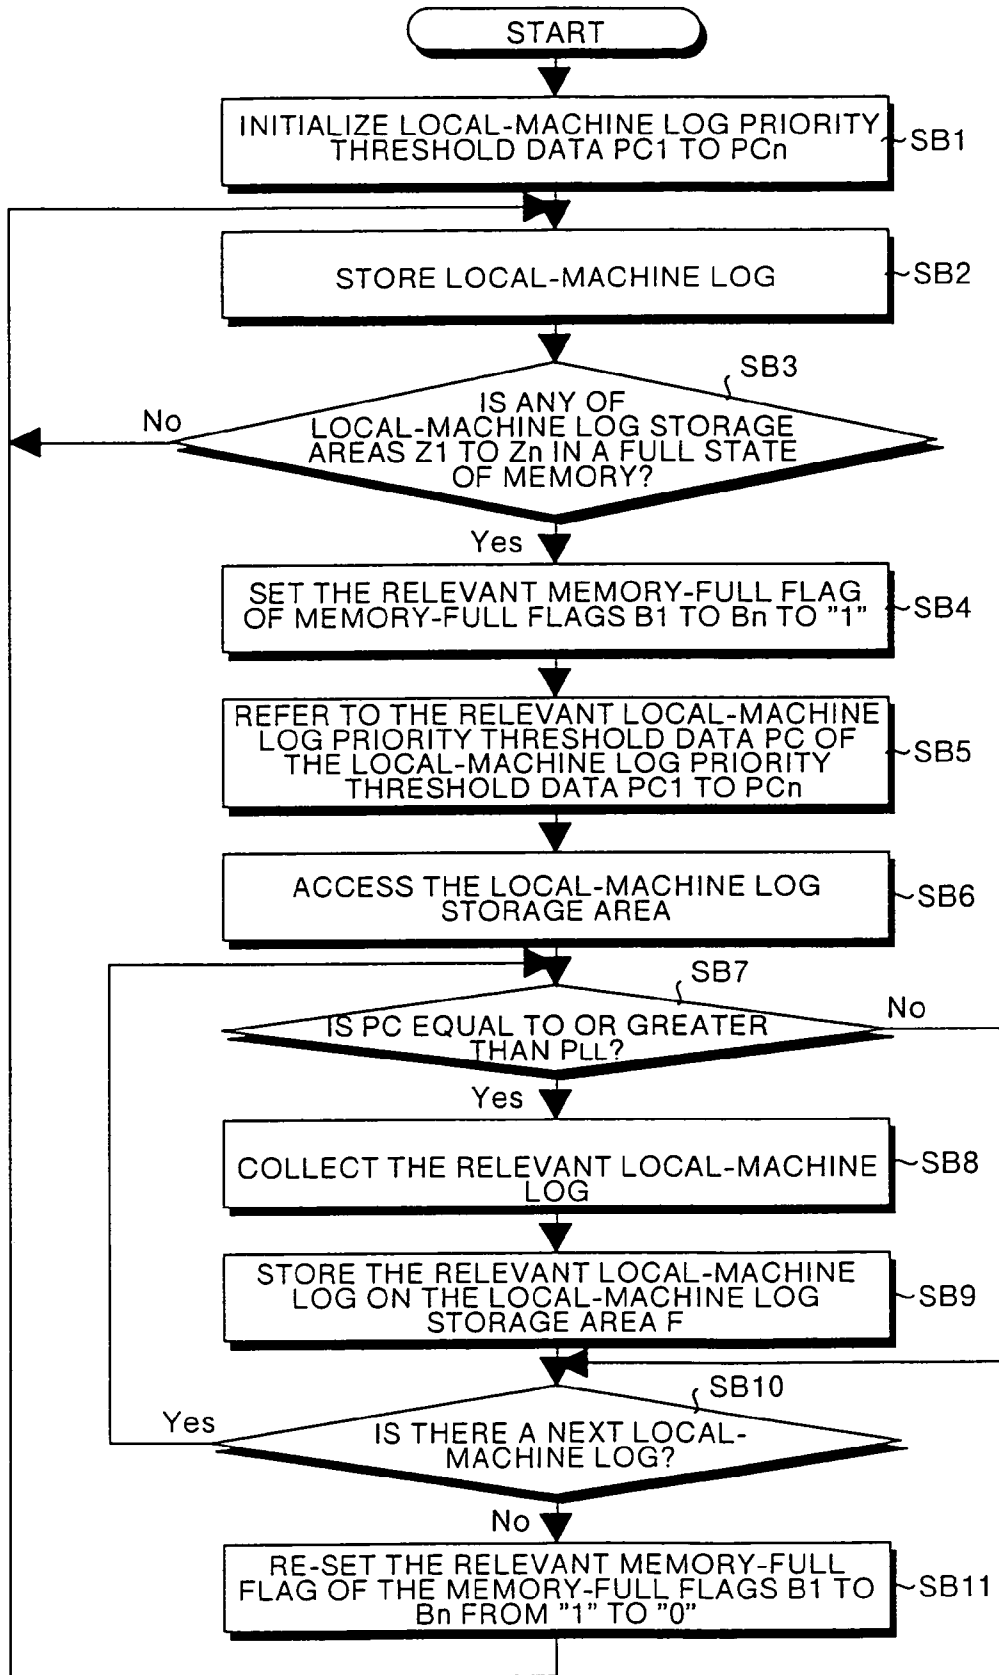 START
INITIALIZE LOCAL-MACHINE LOG PRIORITY
THRESHOLD DATA PC1 TO PCn
SB1
STORE LOCAL-MACHINE LOG
SB2
SB3
IS ANY OF
LOCAL-MACHINE LOG STORAGE
AREAS Z1 TO Zn IN A FULL STATE
OF MEMORY?
No
Yes
SET THE RELEVANT MEMORY-FULL FLAG
OF MEMORY-FULL FLAGS B1 TO Bn TO "1"
SB4
REFER TO THE RELEVANT LOCAL-MACHINE
LOG PRIORITY THRESHOLD DATA PC OF
THE LOCAL-MACHINE LOG PRIORITY
THRESHOLD DATA PC1 TO PCn
SB5
ACCESS THE LOCAL-MACHINE LOG
STORAGE AREA
SB6
SB7
IS PC EQUAL TO OR GREATER
THAN PLL?
No
Yes
COLLECT THE RELEVANT LOCAL-MACHINE
LOG
SB8
STORE THE RELEVANT LOCAL-MACHINE
LOG ON THE LOCAL-MACHINE LOG
STORAGE AREA F
SB9
SB10
IS THERE A NEXT LOCAL-
MACHINE LOG?
Yes
No
RE-SET THE RELEVANT MEMORY-FULL
FLAG OF THE MEMORY-FULL FLAGS B1 TO
Bn FROM "1" TO "0"
SB11